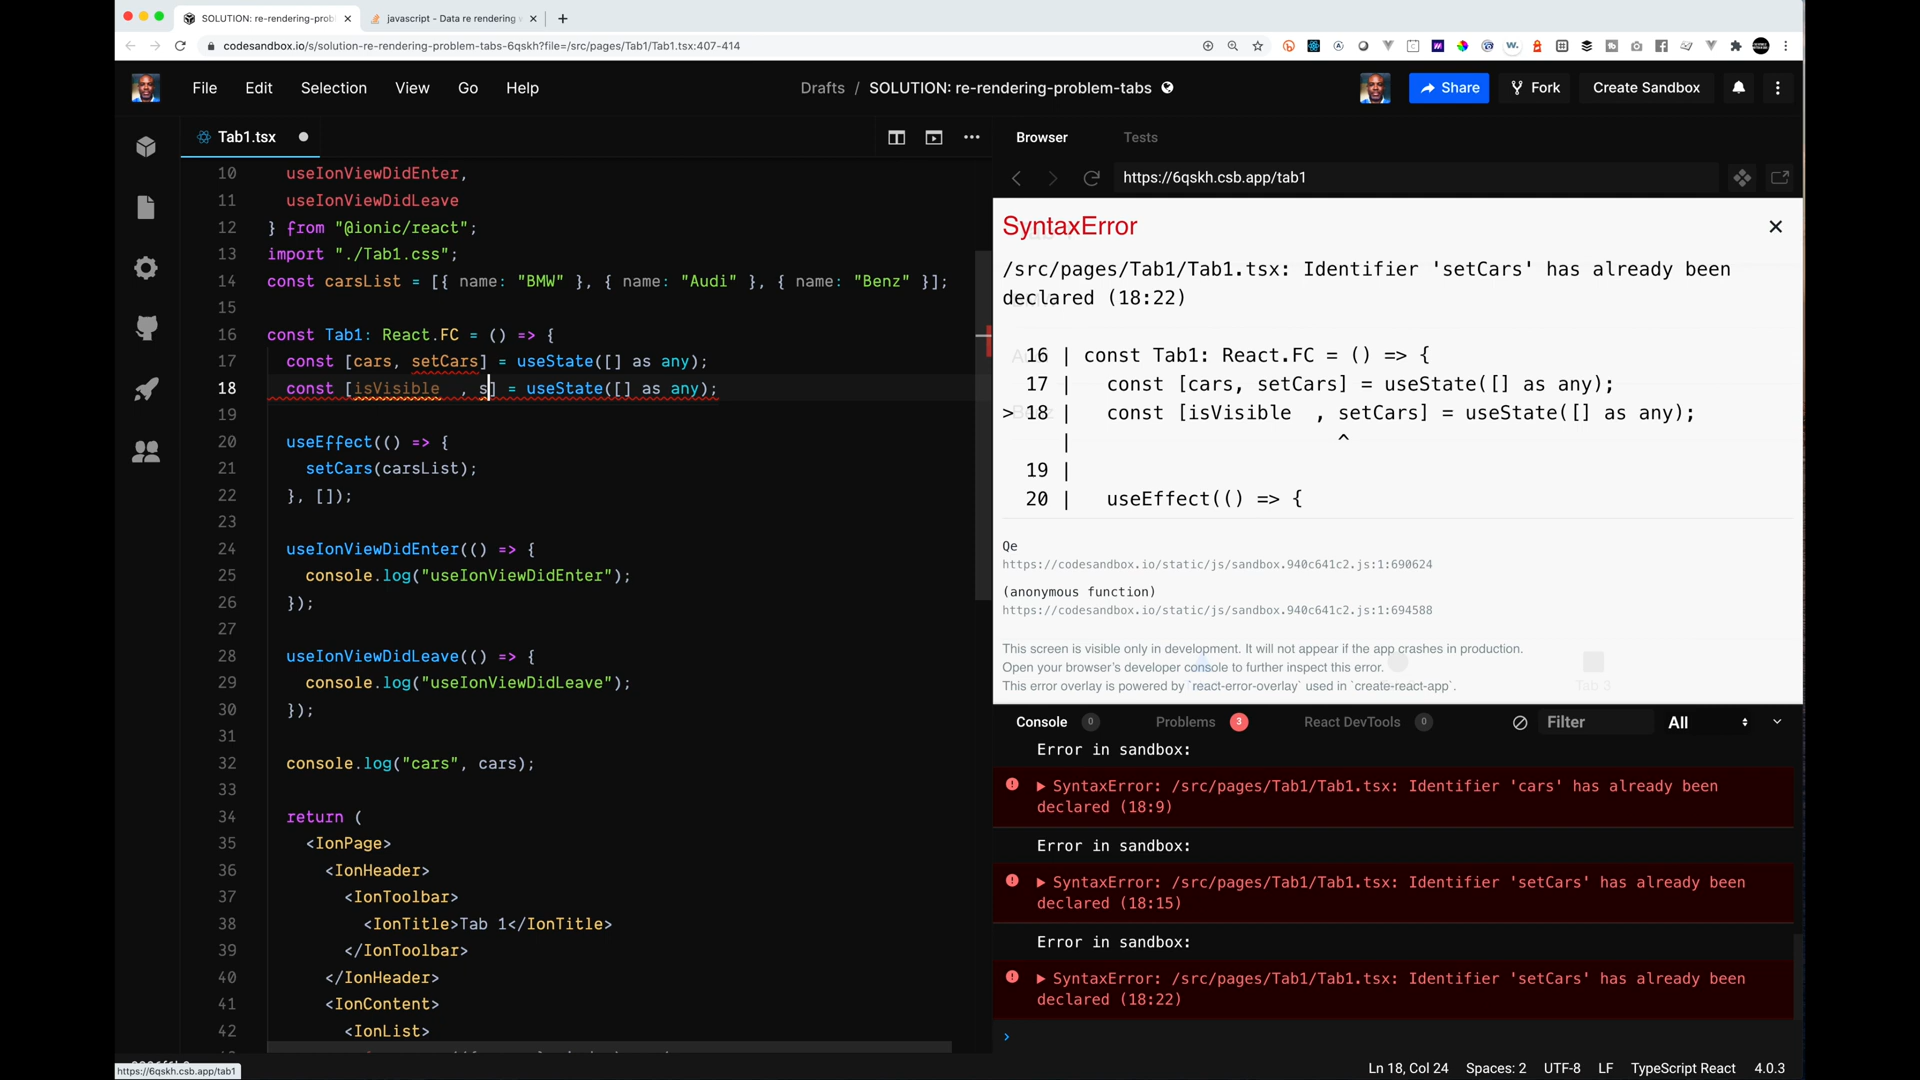 SOLUTION: re-rendering-prob
javascript - Data re rendering
codesandbox.io/s/solution-re-rendering-problem-tabs-6qskh?file=/src/pages/Tab1/Tab1.tsx:407-414
File Edit Selection View Go Help
Drafts / SOLUTION: re-rendering-problem-tabs
Share Fork Create Sandbox
Tab1.tsx
Browser Tests
https://6qskh.csb.app/tab1
10 useIonViewDidEnter,
11 useIonViewDidLeave
12 } from "@ionic/react";
13 import "./Tab1.css";
14 const carsList = [{ name: "BMW" }, { name: "Audi" }, { name: "Benz" }];
15
16 const Tab1: React.FC = () => {
17 const [cars, setCars] = useState([] as any);
18 const [isVisible  , s] = useState([] as any);
19
20 useEffect(() => {
21 setCars(carsList);
22 }, []);
23
24 useIonViewDidEnter(() => {
25 console.log("useIonViewDidEnter");
26 });
27
28 useIonViewDidLeave(() => {
29 console.log("useIonViewDidLeave");
30 });
31
32 console.log("cars", cars);
33
34 return (
35 <IonPage>
36 <IonHeader>
37 <IonToolbar>
38 <IonTitle>Tab 1</IonTitle>
39 </IonToolbar>
40 </IonHeader>
41 <IonContent>
42 <IonList>
SyntaxError
/src/pages/Tab1/Tab1.tsx: Identifier 'setCars' has already been
declared (18:22)
16 | const Tab1: React.FC = () => {
17 | const [cars, setCars] = useState([] as any);
> 18 | const [isVisible  , setCars] = useState([] as any);
| ^
19 |
20 | useEffect(() => {
Qe
https://codesandbox.io/static/js/sandbox.940c641c2.js:1:690624
(anonymous function)
https://codesandbox.io/static/js/sandbox.940c641c2.js:1:694588
This screen is visible only in development. It will not appear if the app crashes in production.
Open your browser's developer console to further inspect this error.
This error overlay is powered by `react-error-overlay` used in `create-react-app`.
Tab 3
Console 0 Problems 3 React DevTools 0 Filter All
Error in sandbox:
SyntaxError: /src/pages/Tab1/Tab1.tsx: Identifier 'cars' has already been
declared (18:9)
Error in sandbox:
SyntaxError: /src/pages/Tab1/Tab1.tsx: Identifier 'setCars' has already been
declared (18:15)
Error in sandbox:
SyntaxError: /src/pages/Tab1/Tab1.tsx: Identifier 'setCars' has already been
declared (18:22)
›
https://6qskh.csb.app/tab1
Ln 18, Col 24 Spaces: 2 UTF-8 LF TypeScript React 4.0.3